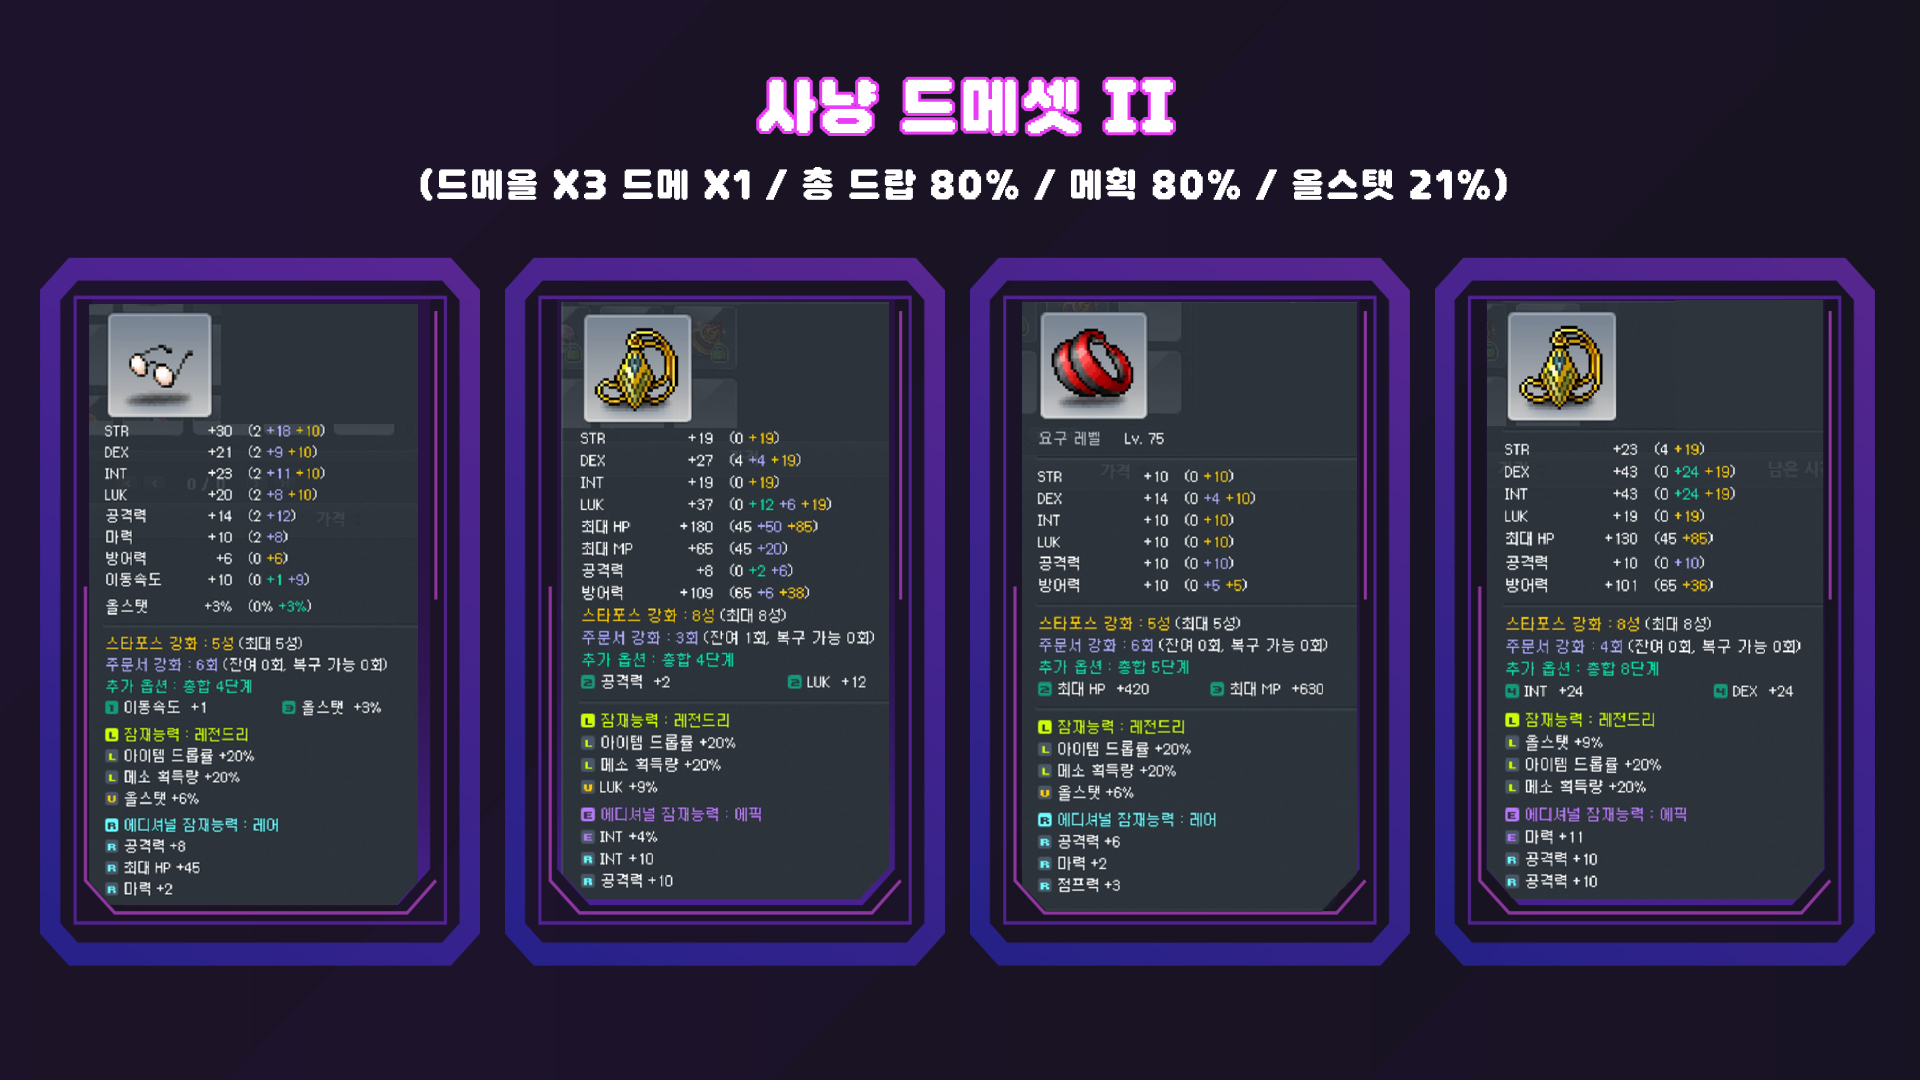 사냥 드메셋 II
(드메올 X3 드메 X1 / 총 드랍 80% / 메획 80% / 올스탯 21%)
STR +30 (2 +18 +10)
DEX +21 (2 +9 +10)
INT +23 (2 +11 +10)
LUK +20 (2 +8 +10)
공격력 +14 (2 +12)
마력 +10 (2 +8)
방어력 +6 (0 +6)
이동속도 +10 (0 +1 +9)
올스탯 +3% (0% +3%)
스타포스 강화 : 5성 (최대 5성)
주문서 강화 : 6회 (잔여 0회, 복구 가능 0회)
추가 옵션 : 총합 4단계
1 이동속도 +1 3 올스탯 +3%
L 잠재능력 : 레전드리
L 아이템 드롭률 +20%
L 메소 획득량 +20%
U 올스탯 +6%
R 에디셔널 잠재능력 : 레어
R 공격력 +8
R 최대 HP +45
R 마력 +2
STR +19 (0 +19)
DEX +27 (4 +4 +19)
INT +19 (0 +19)
LUK +37 (0 +12 +6 +19)
최대 HP +180 (45 +50 +85)
최대 MP +65 (45 +20)
공격력 +8 (0 +2 +6)
방어력 +109 (65 +6 +38)
스타포스 강화 : 8성 (최대 8성)
주문서 강화 : 3회 (잔여 1회, 복구 가능 0회)
추가 옵션 : 총합 4단계
2 공격력 +2 2 LUK +12
L 잠재능력 : 레전드리
L 아이템 드롭률 +20%
L 메소 획득량 +20%
U LUK +9%
E 에디셔널 잠재능력 : 에픽
E INT +4%
R INT +10
R 공격력 +10
요구 레벨 Lv. 75
가격
STR +10 (0 +10)
DEX +14 (0 +4 +10)
INT +10 (0 +10)
LUK +10 (0 +10)
공격력 +10 (0 +10)
방어력 +10 (0 +5 +5)
스타포스 강화 : 5성 (최대 5성)
주문서 강화 : 6회 (잔여 0회, 복구 가능 0회)
추가 옵션 : 총합 5단계
2 최대 HP +420 3 최대 MP +630
L 잠재능력 : 레전드리
L 아이템 드롭률 +20%
L 메소 획득량 +20%
U 올스탯 +6%
R 에디셔널 잠재능력 : 레어
R 공격력 +6
R 마력 +2
R 점프력 +3
STR +23 (4 +19)
DEX +43 (0 +24 +19)
INT +43 (0 +24 +19)
LUK +19 (0 +19)
최대 HP +130 (45 +85)
공격력 +10 (0 +10)
방어력 +101 (65 +36)
스타포스 강화 : 8성 (최대 8성)
주문서 강화 : 4회 (잔여 0회, 복구 가능 0회)
추가 옵션 : 총합 8단계
4 INT +24 4 DEX +24
L 잠재능력 : 레전드리
L 올스탯 +9%
L 아이템 드롭률 +20%
L 메소 획득량 +20%
E 에디셔널 잠재능력 : 에픽
E 마력 +11
R 공격력 +10
R 공격력 +10